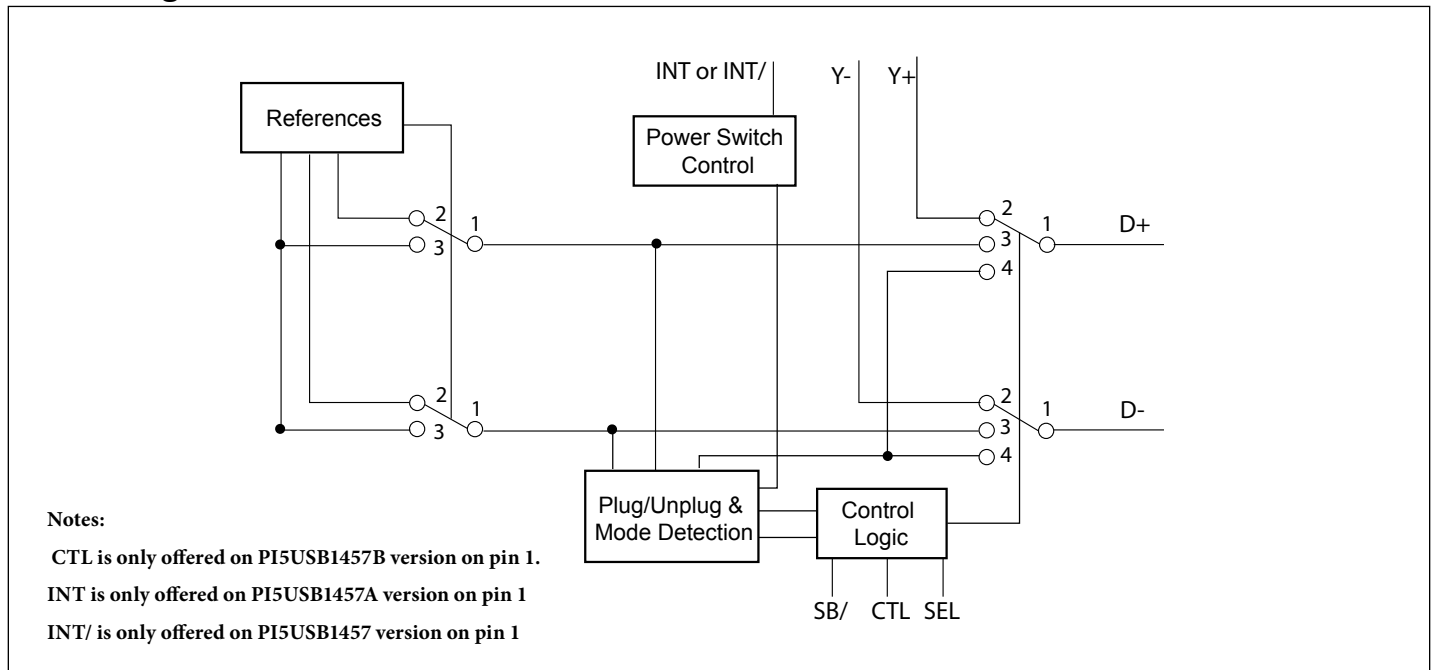 INT or INT/
Y-
Y+
References
Power Switch
Control
2
1
3
2
1
3
4
D+
2
1
3
2
1
3
4
D-
Plug/Unplug &
Mode Detection
Control
Logic
SB/
CTL
SEL
Notes:
CTL is only offered on PI5USB1457B version on pin 1.
INT is only offered on PI5USB1457A version on pin 1
INT/ is only offered on PI5USB1457 version on pin 1